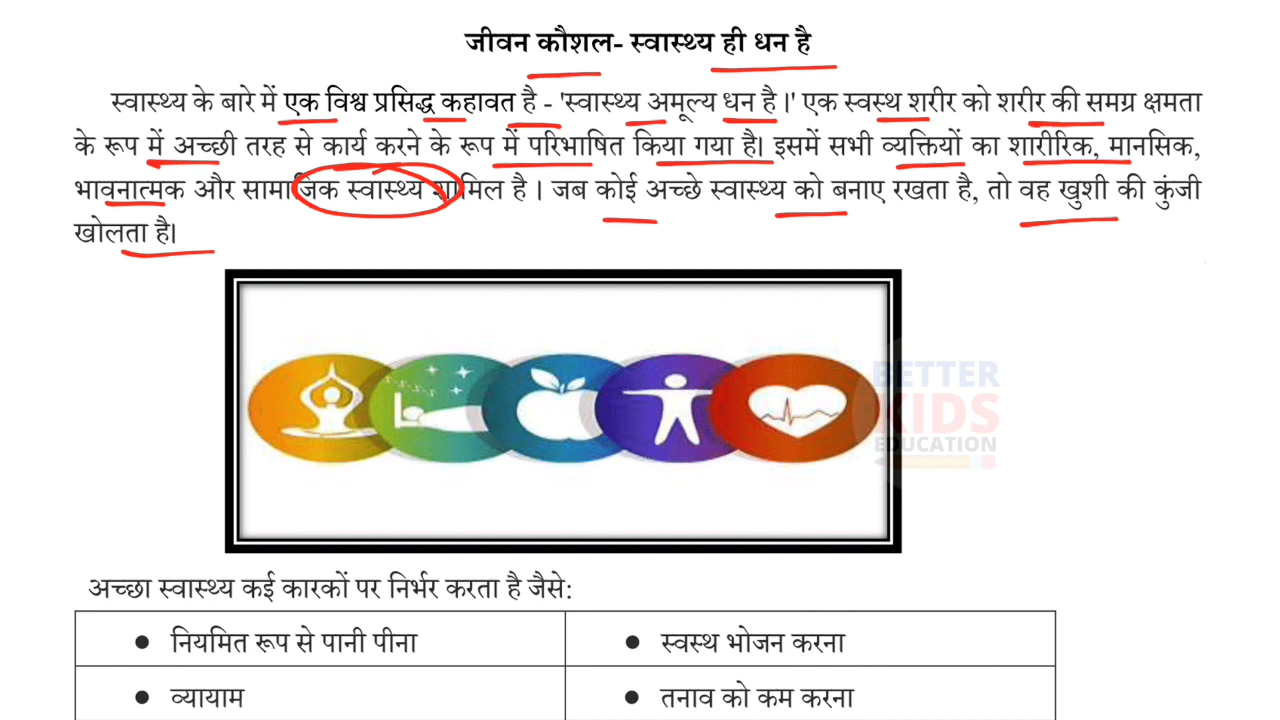 जीवन कौशल- स्वास्थ्य ही धन है
स्वास्थ्य के बारे में एक विश्व प्रसिद्ध कहावत है - 'स्वास्थ्य अमूल्य धन है।' एक स्वस्थ शरीर को शरीर की समग्र क्षमता
के रूप में अच्छी तरह से कार्य करने के रूप में परिभाषित किया गया है। इसमें सभी व्यक्तियों का शारीरिक, मानसिक,
भावनात्मक और सामाजिक स्वास्थ्य शामिल है। जब कोई अच्छे स्वास्थ्य को बनाए रखता है, तो वह खुशी की कुंजी
खोलता है।
BETTER
KIDS
EDUCATION
अच्छा स्वास्थ्य कई कारकों पर निर्भर करता है जैसे:
● नियमित रूप से पानी पीना ● स्वस्थ भोजन करना
● व्यायाम ● तनाव को कम करना